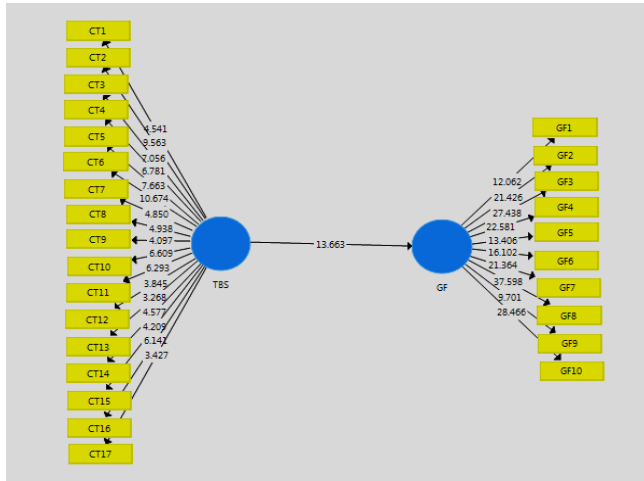 CT1
CT2
CT3
CT4
CT5
CT6
CT7
CT8
CT9
CT10
CT11
CT12
CT13
CT14
CT15
CT16
CT17
4.541
9.563
7.056
6.781
7.663
10.674
4.850
4.938
4.097
6.609
6.293
3.845
3.268
4.577
4.209
6.141
3.427
TBS
13.663
GF
12.062
21.426
27.438
22.581
13.406
16.102
21.364
37.598
9.701
28.466
GF1
GF2
GF3
GF4
GF5
GF6
GF7
GF8
GF9
GF10